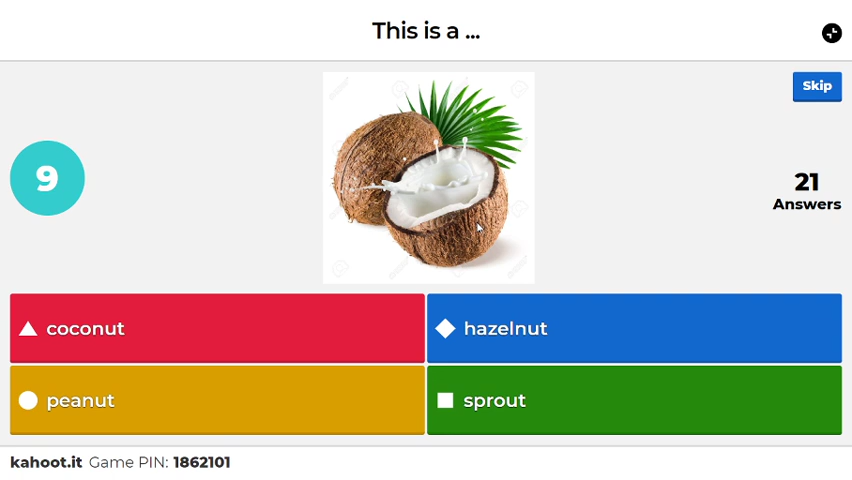 This is a ...
Skip
9
21
Answers
coconut
hazelnut
peanut
sprout
kahoot.it Game PIN: 1862101